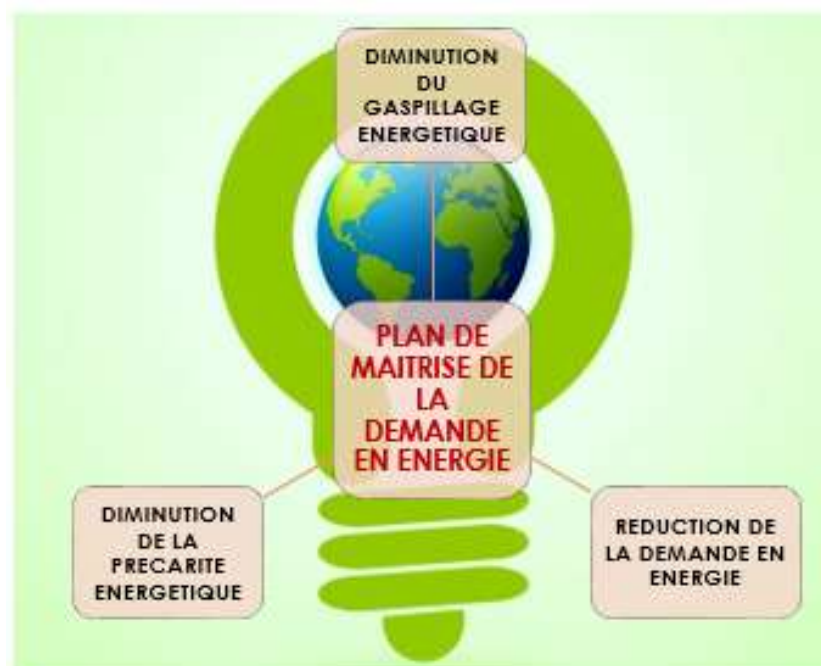 DIMINUTION
DU
GASPILLAGE
ENERGETIQUE
PLAN DE
MAITRISE DE
LA
DEMANDE
EN ENERGIE
DIMINUTION
DE LA
PRECARITE
ENERGETIQUE
REDUCTION DE
LA DEMANDE EN
ENERGIE